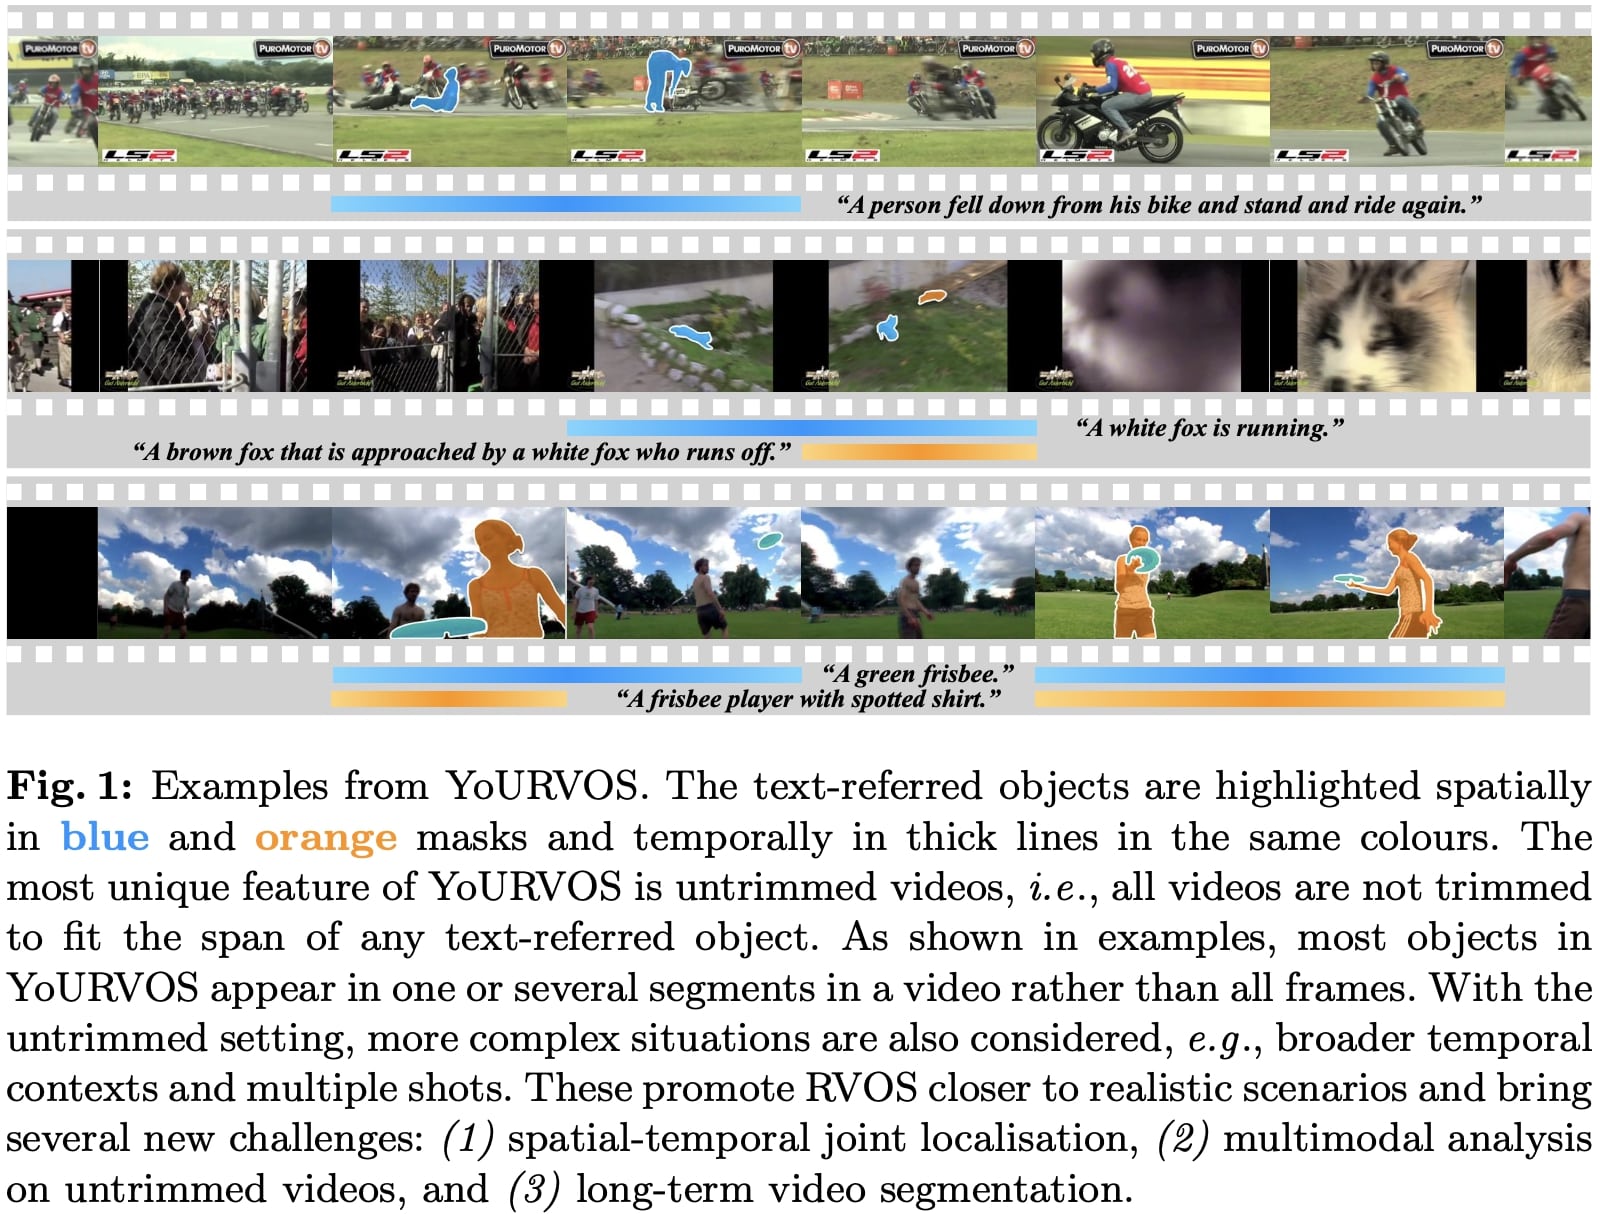 PUROMOTOR tv PUROMOTOR tv PUROMOTOR tv PUROMOTOR tv PUROMOTOR tv PUROMOTOR tv PUROMOTOR tv
LS2 LS2 LS2 LS2 LS2 LS2 LS2
“A person fell down from his bike and stand and ride again.”
“A white fox is running.”
“A brown fox that is approached by a white fox who runs off.”
“A green frisbee.”
“A frisbee player with spotted shirt.”
Fig. 1: Examples from YoURVOS. The text-referred objects are highlighted spatially
in blue and orange masks and temporally in thick lines in the same colours. The
most unique feature of YoURVOS is untrimmed videos, i.e., all videos are not trimmed
to fit the span of any text-referred object. As shown in examples, most objects in
YoURVOS appear in one or several segments in a video rather than all frames. With the
untrimmed setting, more complex situations are also considered, e.g., broader temporal
contexts and multiple shots. These promote RVOS closer to realistic scenarios and bring
several new challenges: (1) spatial-temporal joint localisation, (2) multimodal analysis
on untrimmed videos, and (3) long-term video segmentation.